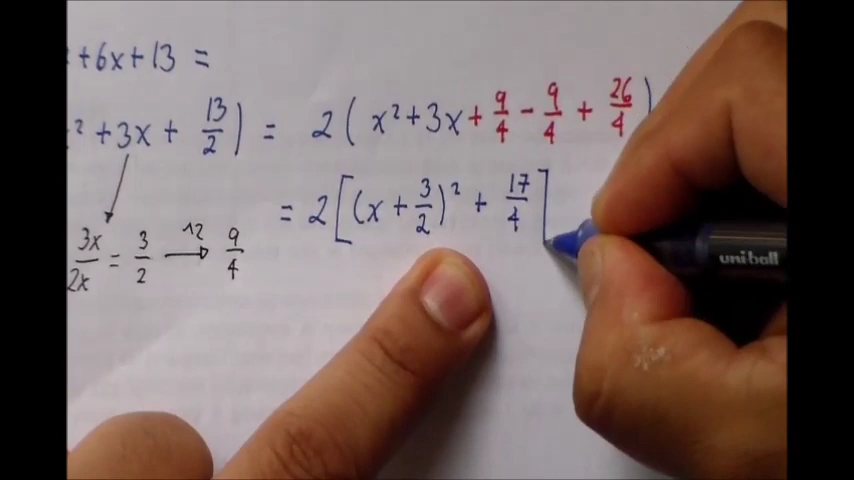 +6x+13 =
² +3x + 13/2) = 2(x²+3x+9/4-9/4+26/4)
= 2[(x+3/2)² + 17/4]
3x/2x = 3/2 →^2 9/4
uniball